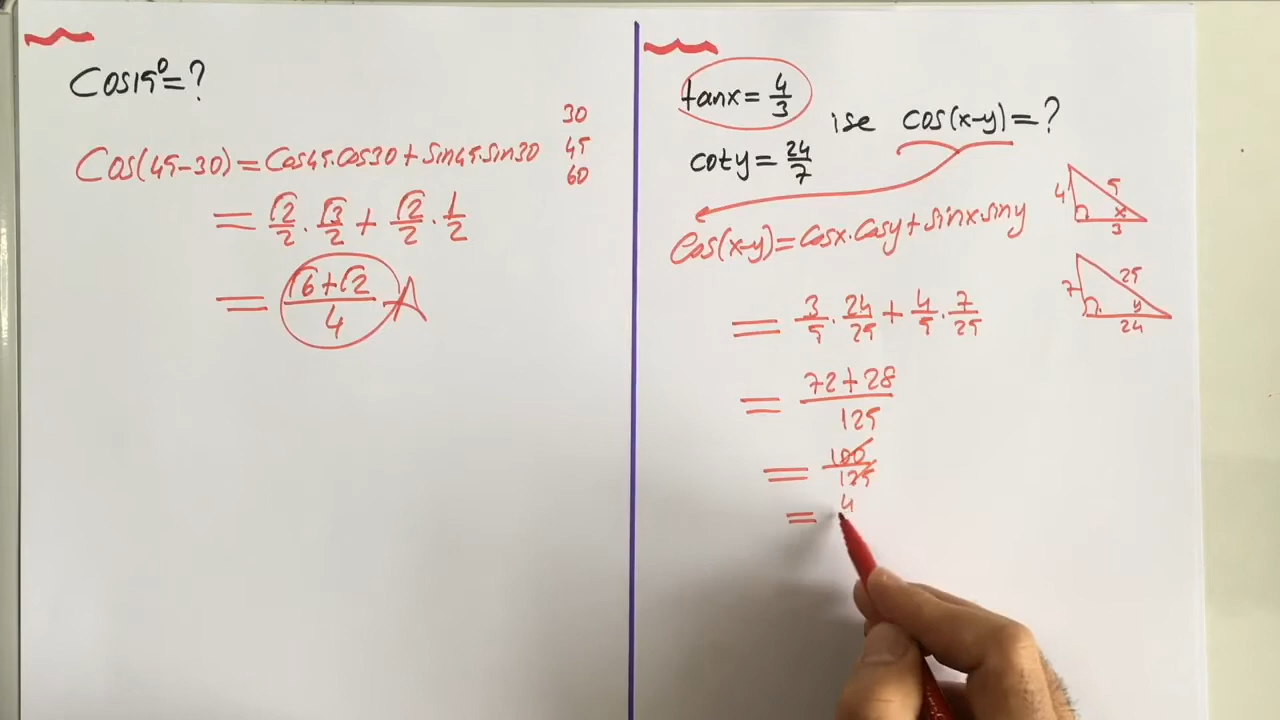 Cos15°=?
30
45
60
Cos(45-30)=Cos45.Cos30+Sin45.Sin30
= √2/2 . √3/2 + √2/2 . 1/2
= (√6+√2)/4 A
tanx = 4/3
coty = 24/7
ise cos(x-y)=?
Cos(x-y)=Cosx.Cosy+Sinx.Siny
= 3/5 . 24/25 + 4/5 . 7/25
= (72+28)/125
= 100/125
= 4
4
5
x
3
7
25
y
24